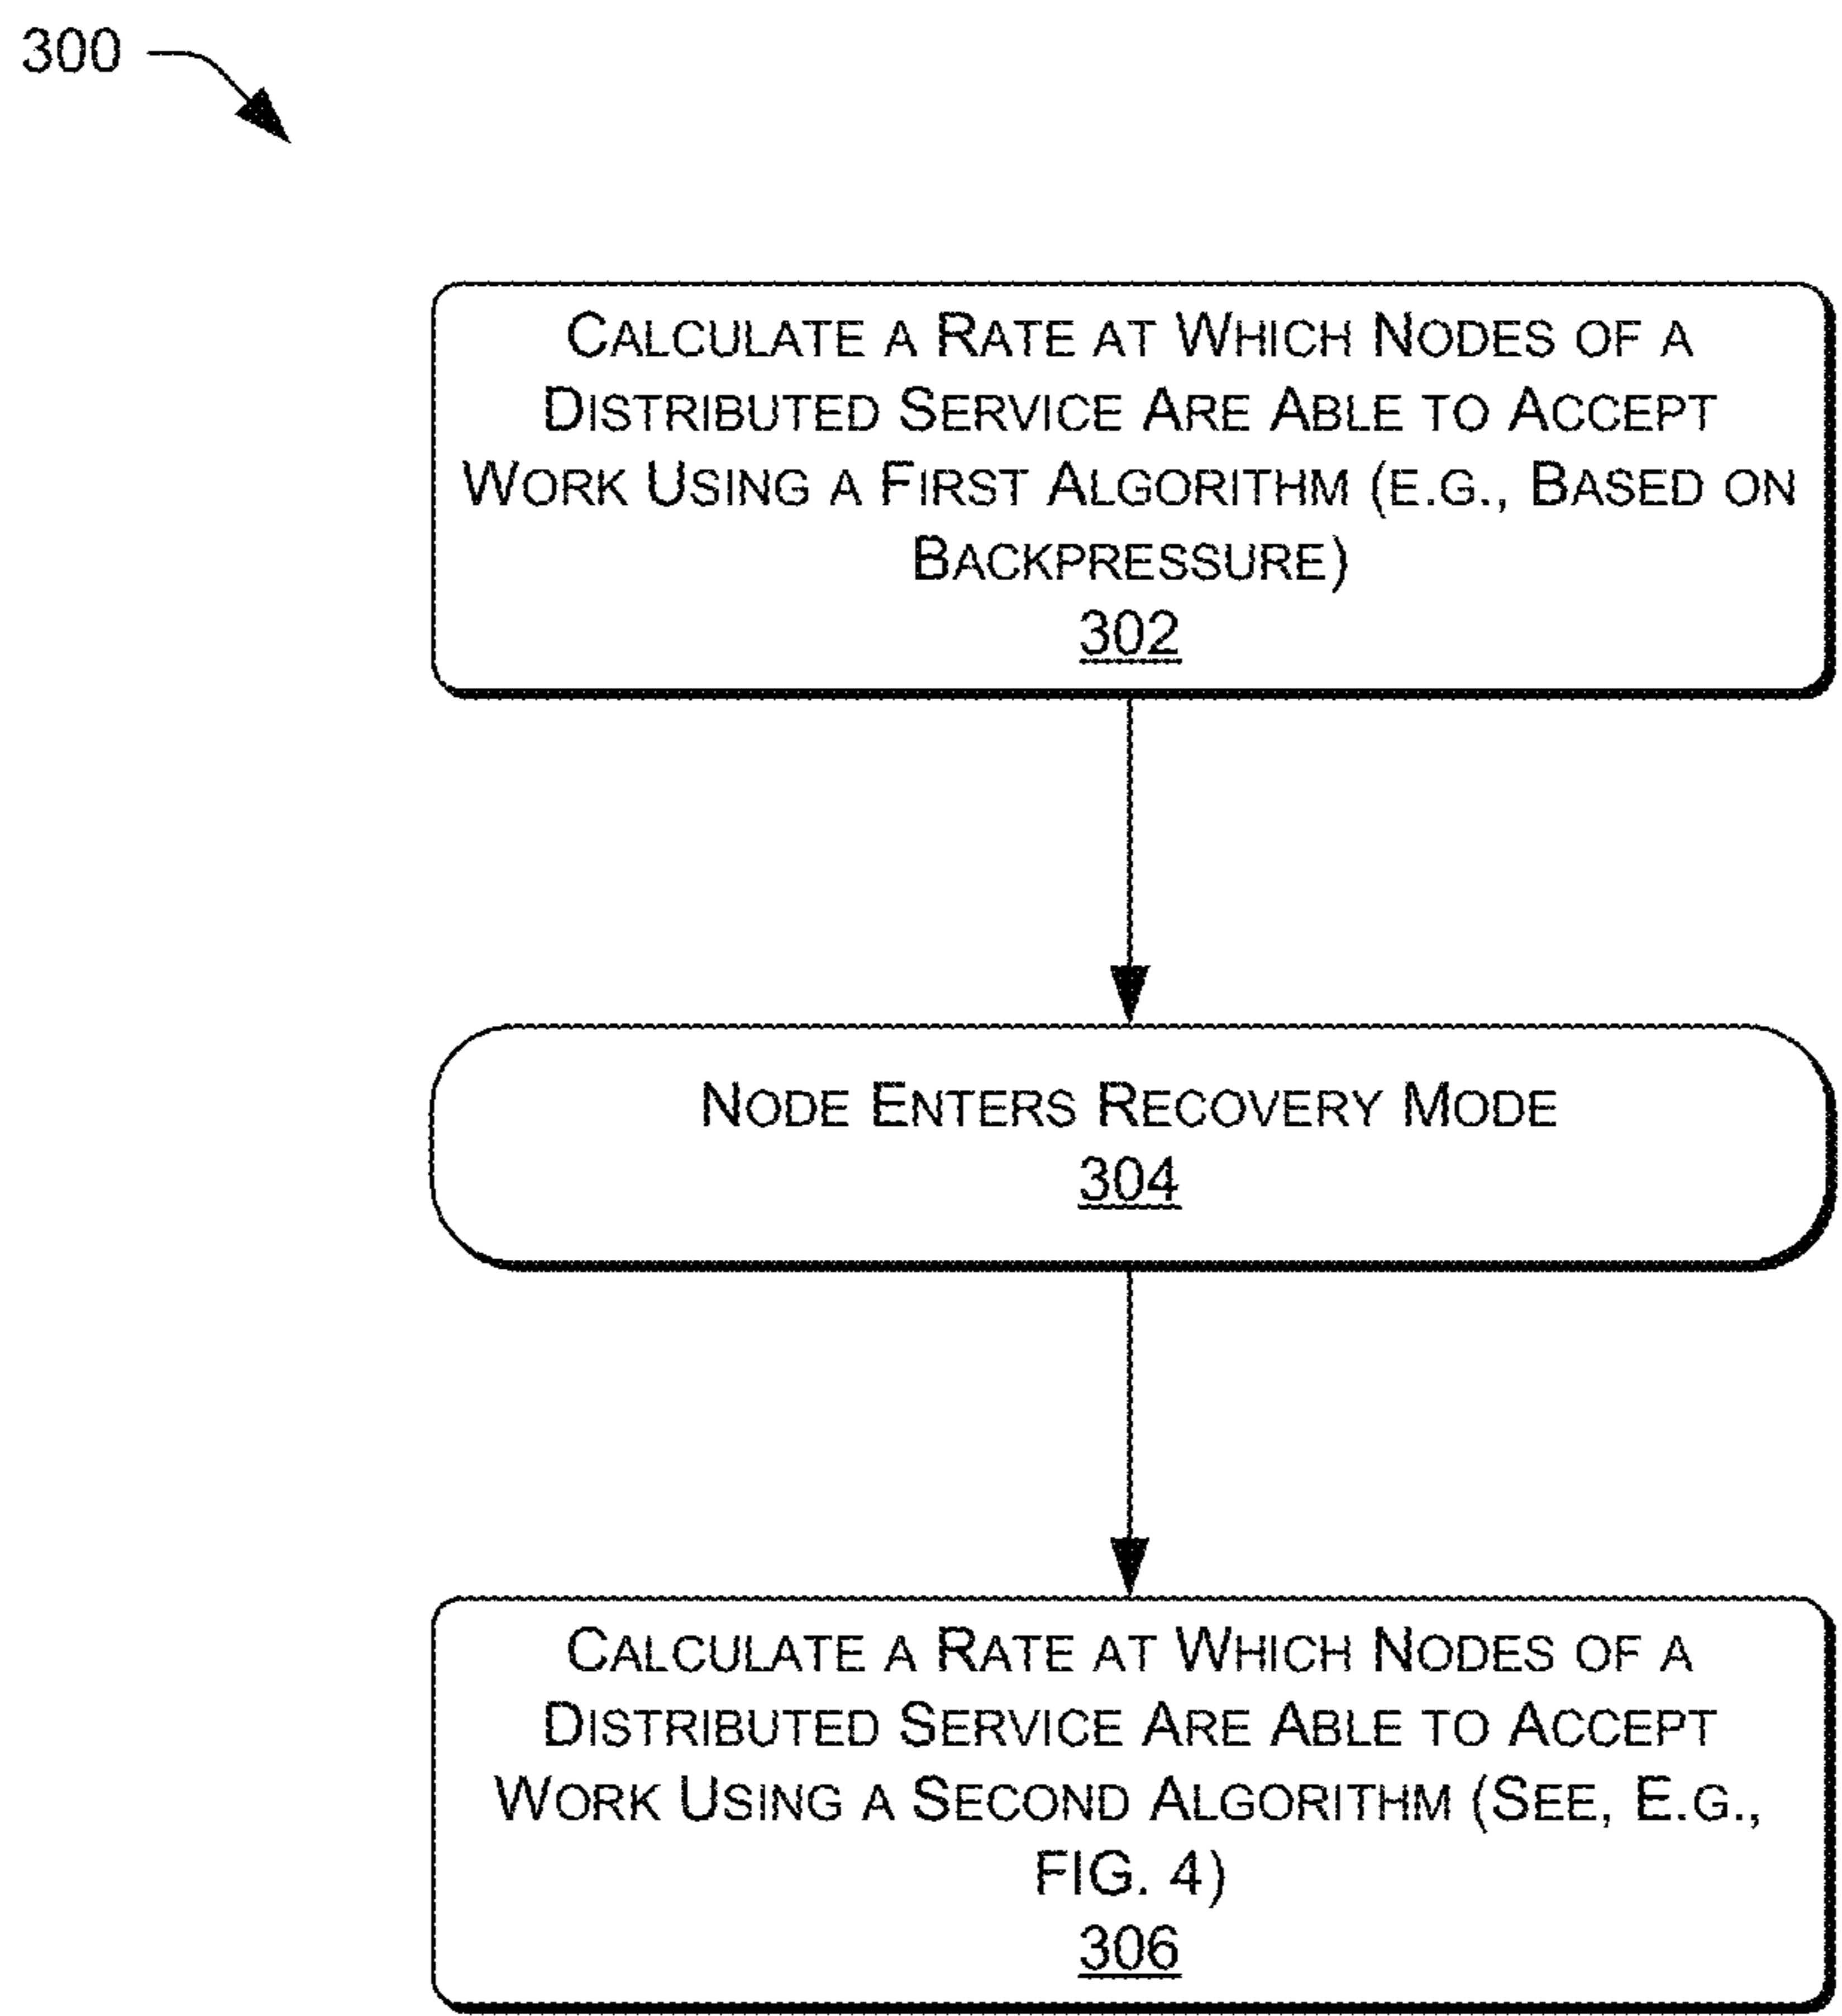 300
CALCULATE A RATE AT WHICH NODES OF A
DISTRIBUTED SERVICE ARE ABLE TO ACCEPT
WORK USING A FIRST ALGORITHM (E.G., BASED ON
BACKPRESSURE)
302
NODE ENTERS RECOVERY MODE
304
CALCULATE A RATE AT WHICH NODES OF A
DISTRIBUTED SERVICE ARE ABLE TO ACCEPT
WORK USING A SECOND ALGORITHM (SEE, E.G.,
FIG. 4)
306